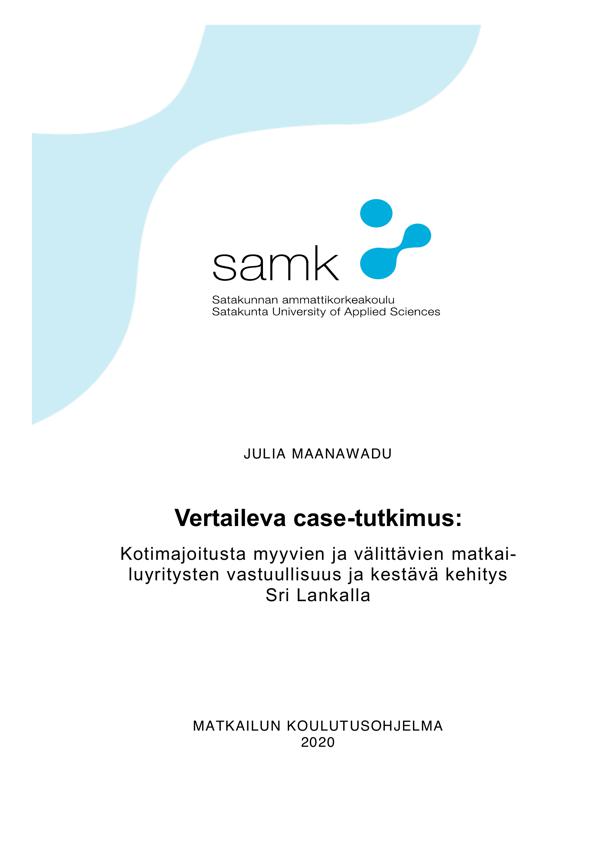 samk
Satakunnan ammattikorkeakoulu
Satakunta University of Applied Sciences
JULIA MAANAWADU
Vertaileva case-tutkimus:
Kotimajoitusta myyvien ja välittävien matkai-
luyritysten vastuullisuus ja kestävä kehitys
Sri Lankalla
MATKAILUN KOULUTUSOHJELMA
2020